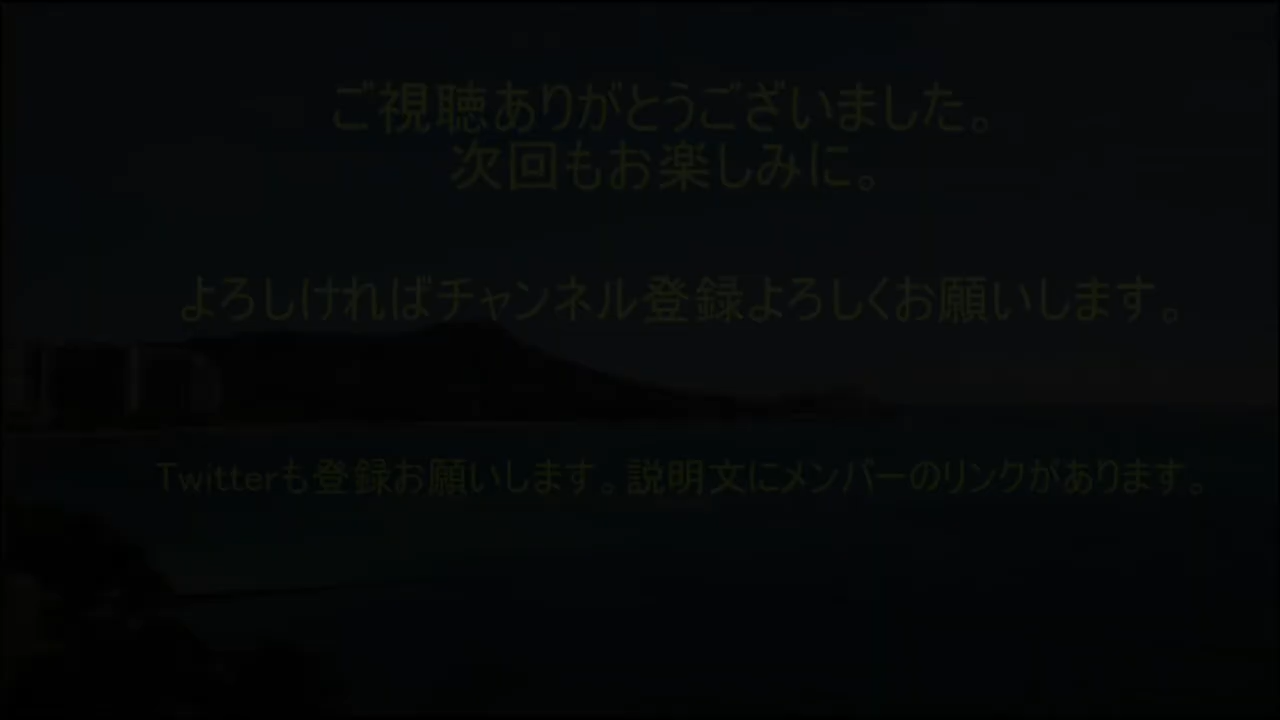 ご視聴ありがとうございました。
次回もお楽しみに。
よろしければチャンネル登録よろしくお願いします。
Twitterも登録お願いします。説明文にメンバーのリンクがあります。